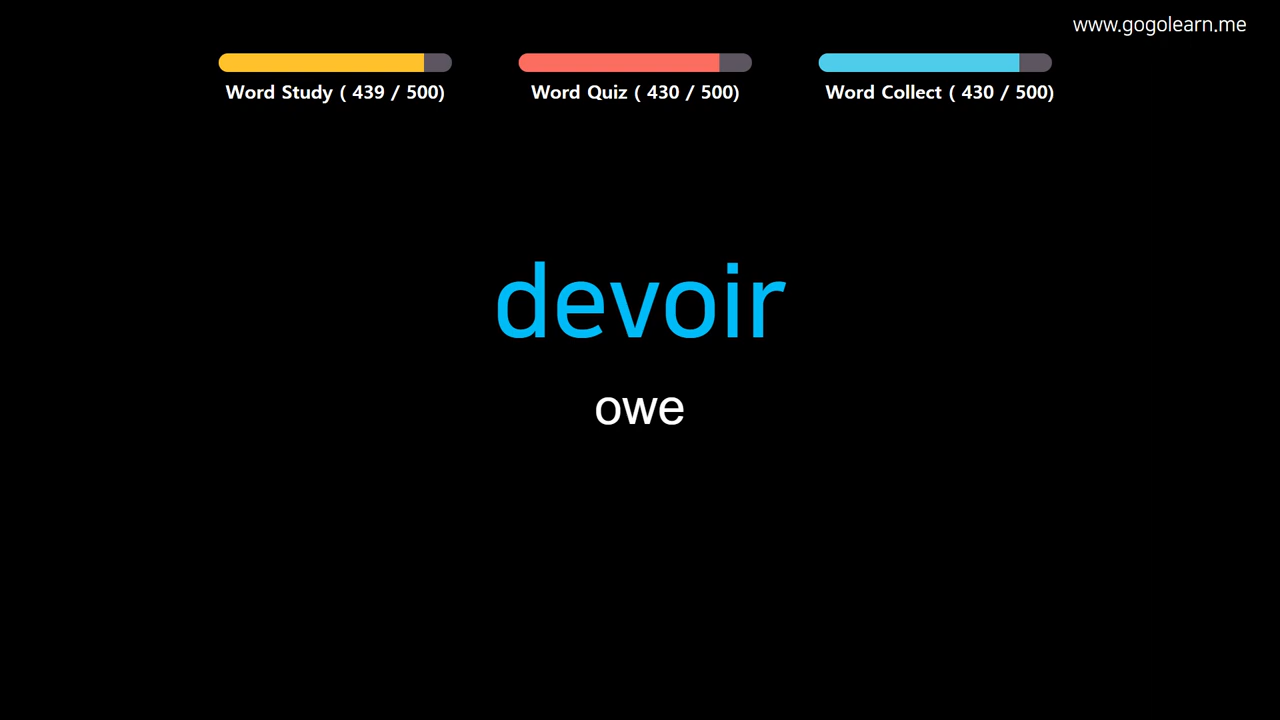 www.gogolearn.me
Word Study ( 439 / 500)
Word Quiz ( 430 / 500)
Word Collect ( 430 / 500)
devoir
owe